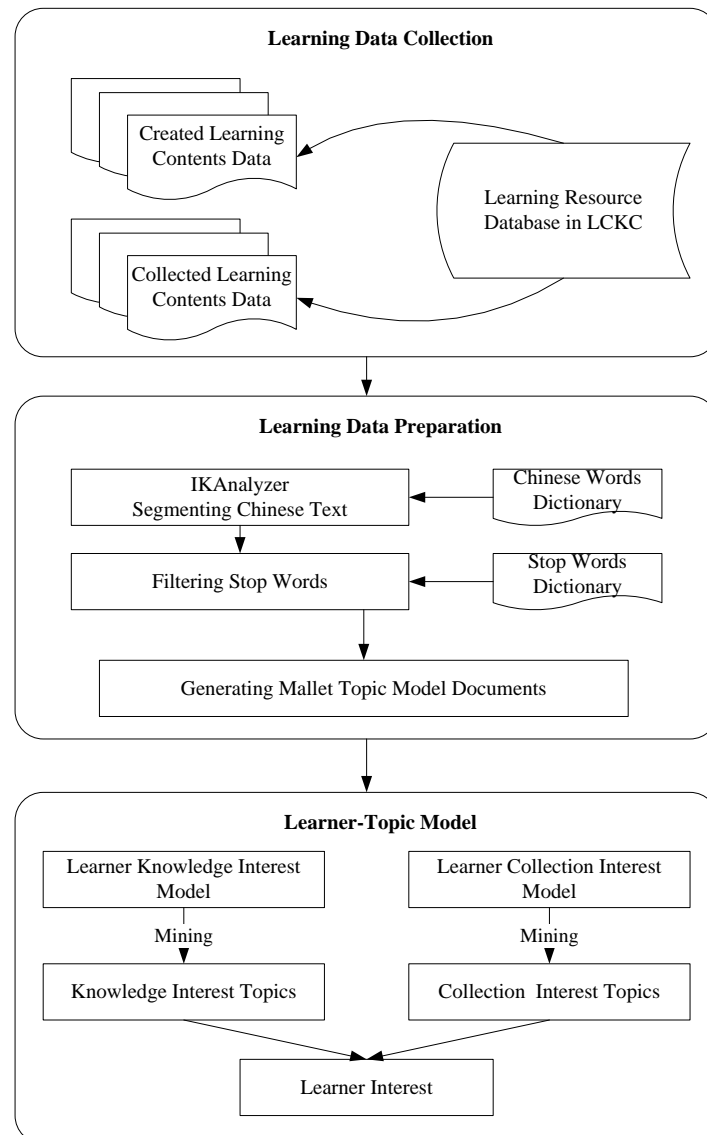 Learning Data Collection
Created Learning
Contents Data
Learning Resource
Database in LCKC
Collected Learning
Contents Data
Learning Data Preparation
IKAnalyzer
Segmenting Chinese Text
Chinese Words
Dictionary
Filtering Stop Words
Stop Words
Dictionary
Generating Mallet Topic Model Documents
Learner-Topic Model
Learner Knowledge Interest
Model
Learner Collection Interest
Model
Mining
Mining
Knowledge Interest Topics
Collection Interest Topics
Learner Interest